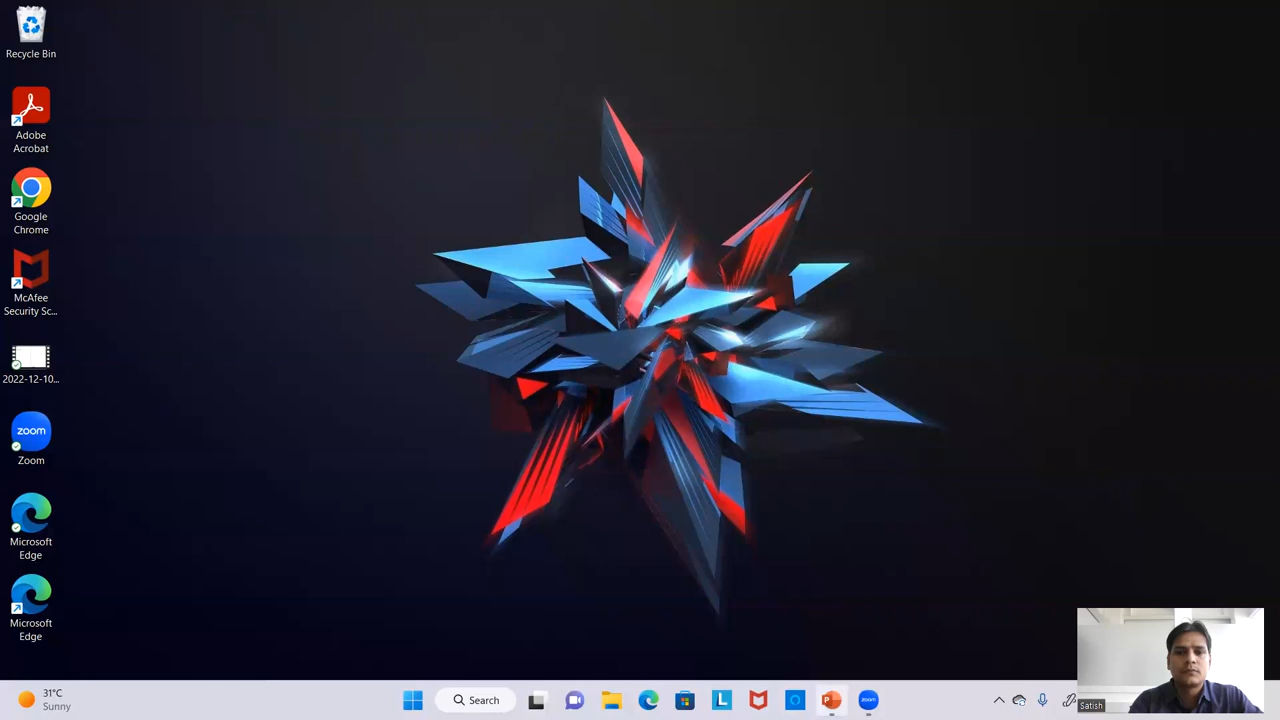 Recycle Bin
Adobe
Acrobat
Google
Chrome
McAfee
Security Sc...
2022-12-10...
zoom
Zoom
Microsoft
Edge
Microsoft
Edge
31°C
Sunny
Search
L
P
zoom
Satish